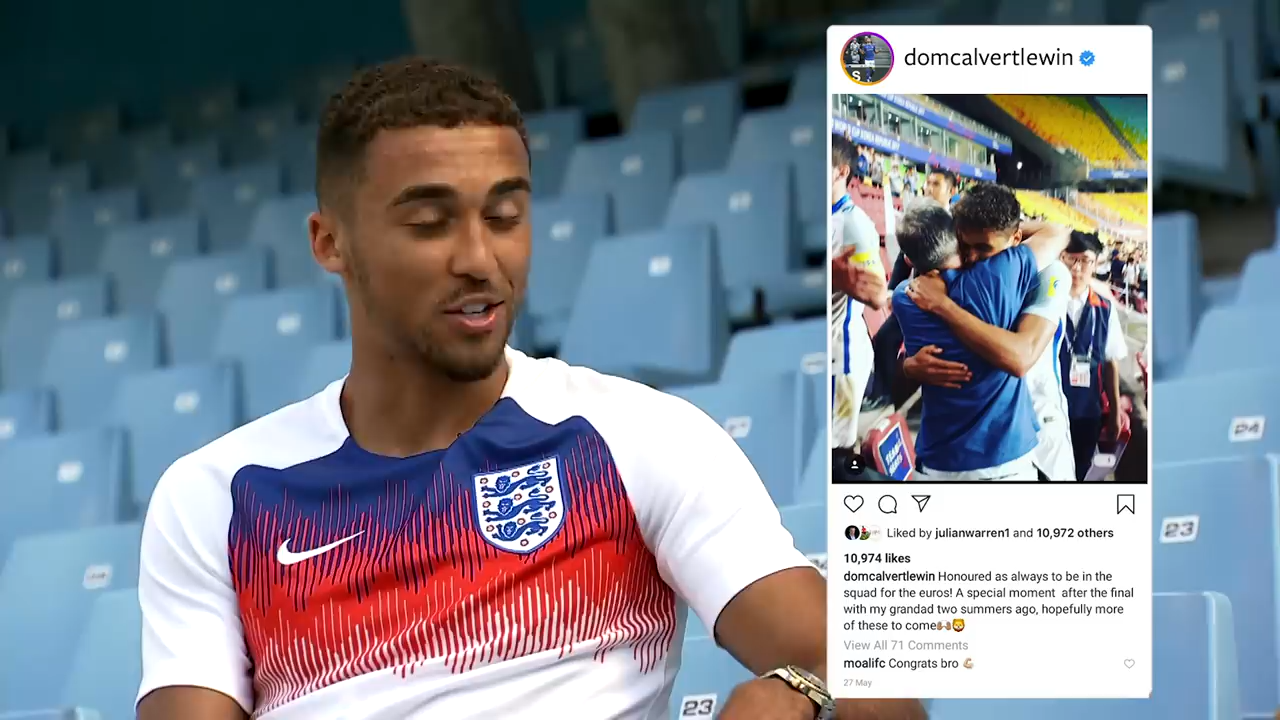 domcalvertlewin
Liked by julianwarren1 and 10,972 others
10,974 likes
domcalvertlewin Honoured as always to be in the
squad for the euros! A special moment after the final
with my grandad two summers ago, hopefully more
of these to come🙌🏽🦁
View All 71 Comments
moalifc Congrats bro 💪🏼
27 May
24
23
23